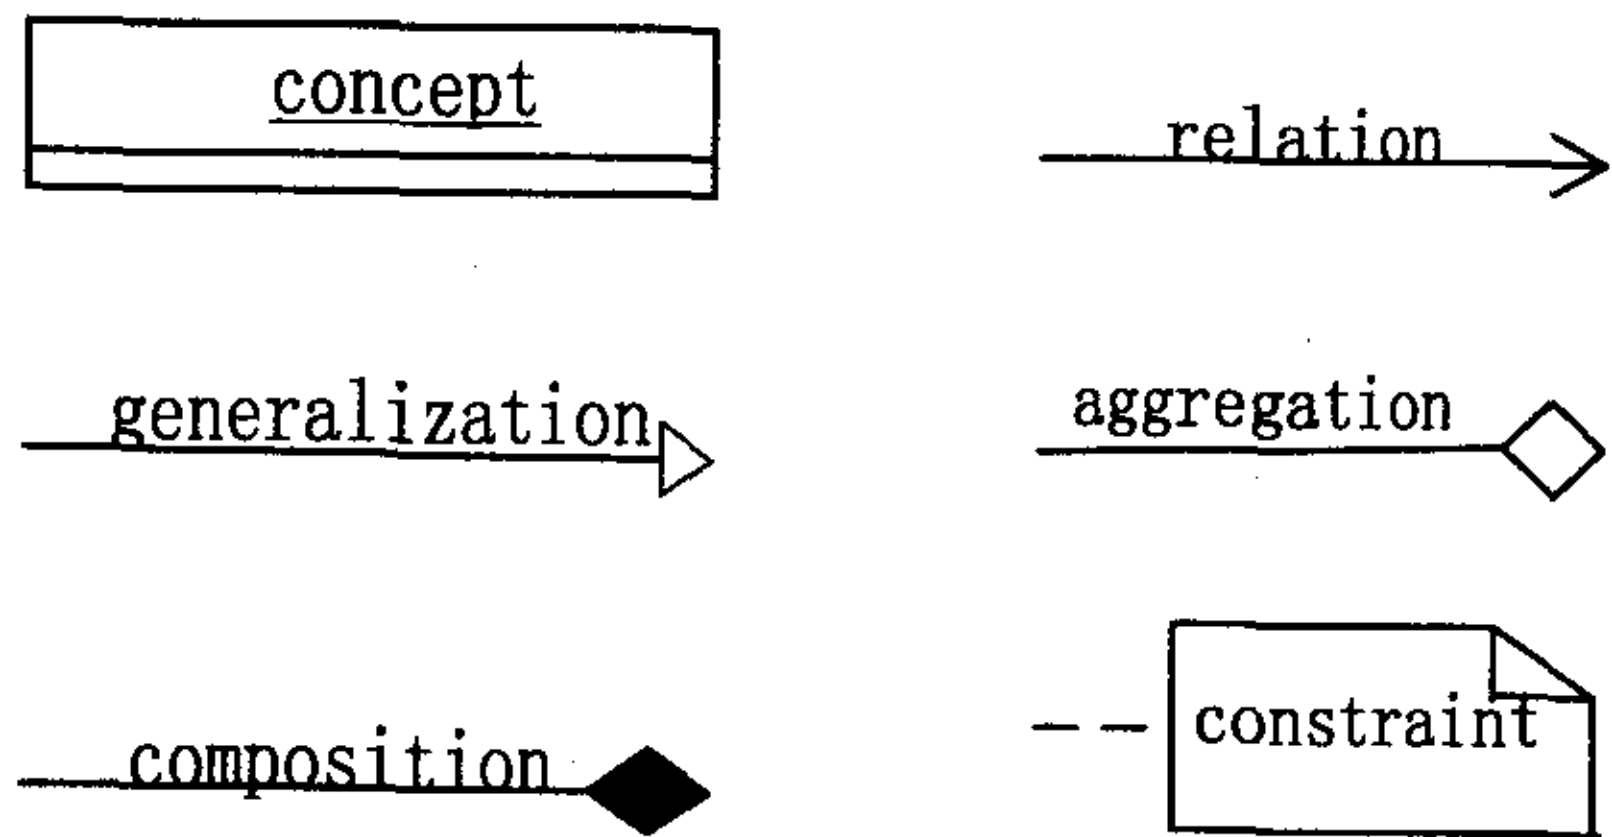 concept
relation
generalization
aggregation
composition
constraint